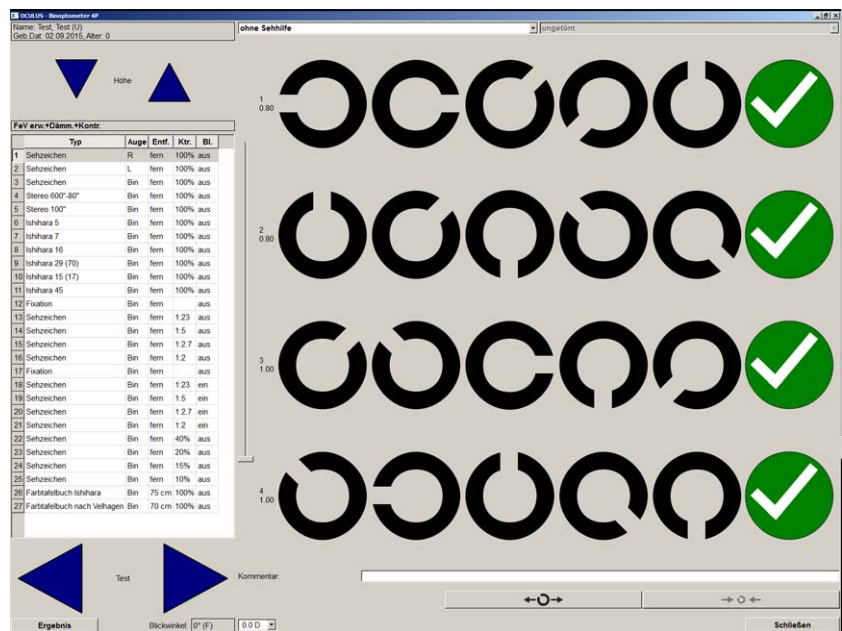 OCULUS - Binoptometer 4P
Name: Test, Test (U)
Geb.Dat: 02.09.2015, Alter: 0
ohne Sehhilfe
ungetönt
Höhe
1
0.80
FeV erw.+Dämm.+Kontr.
Typ Auge Entf. Ktr. Bl.
1 Sehzeichen R fern 100% aus
2 Sehzeichen L fern 100% aus
3 Sehzeichen Bin fern 100% aus
4 Stereo 600"-80" Bin fern 100% aus
5 Stereo 100" Bin fern 100% aus
6 Ishihara 5 Bin fern 100% aus
7 Ishihara 7 Bin fern 100% aus
8 Ishihara 16 Bin fern 100% aus
9 Ishihara 29 (70) Bin fern 100% aus
10 Ishihara 15 (17) Bin fern 100% aus
11 Ishihara 45 Bin fern 100% aus
12 Fixation Bin fern aus
13 Sehzeichen Bin fern 1:23 aus
14 Sehzeichen Bin fern 1:5 aus
15 Sehzeichen Bin fern 1:2.7 aus
16 Sehzeichen Bin fern 1:2 aus
17 Fixation Bin fern aus
18 Sehzeichen Bin fern 1:23 ein
19 Sehzeichen Bin fern 1:5 ein
20 Sehzeichen Bin fern 1:2.7 ein
21 Sehzeichen Bin fern 1:2 ein
22 Sehzeichen Bin fern 40% aus
23 Sehzeichen Bin fern 20% aus
24 Sehzeichen Bin fern 15% aus
25 Sehzeichen Bin fern 10% aus
26 Farbtafelbuch Ishihara Bin 75 cm 100% aus
27 Farbtafelbuch nach Velhagen Bin 70 cm 100% aus
2
0.80
3
1.00
4
1.00
Test
Kommentar:
Ergebnis
Blickwinkel: 0° (F)
0.0 D
Schließen